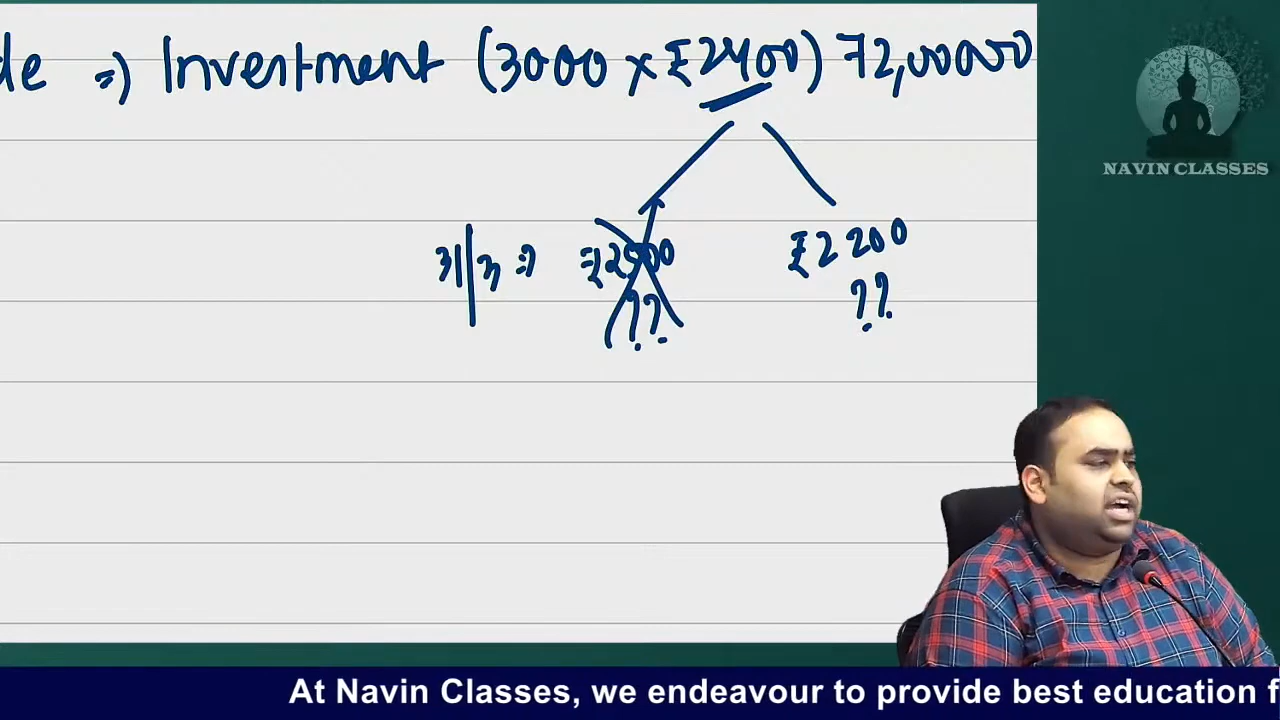 de ⇒ Investment (3000 x ₹2400) 72,00000
31/3 ⇒ ₹2500 ₹2200
?? ??
NAVIN CLASSES
At Navin Classes, we endeavour to provide best education f